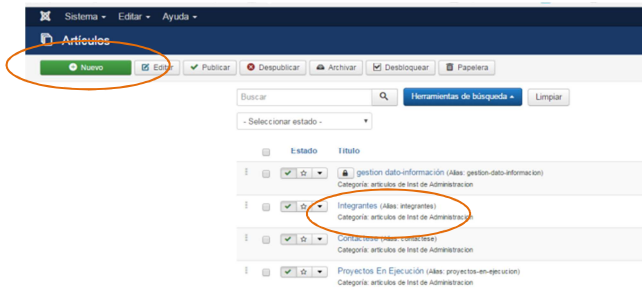 Sistema Editar Ayuda
Artículos
Nuevo Editar Publicar Despublicar Archivar Desbloquear Papelera
Buscar Herramientas de búsqueda Limpiar
- Seleccionar estado -
Estado Título
gestion dato-información (Alias: gestion-dato-informacion)
Categoría: articulos de Inst de Administracion
Integrantes (Alias: integrantes)
Categoría: articulos de Inst de Administracion
Contáctese (Alias: contactese)
Categoría: articulos de Inst de Administracion
Proyectos En Ejecución (Alias: proyectos-en-ejecucion)
Categoría: articulos de Inst de Administracion